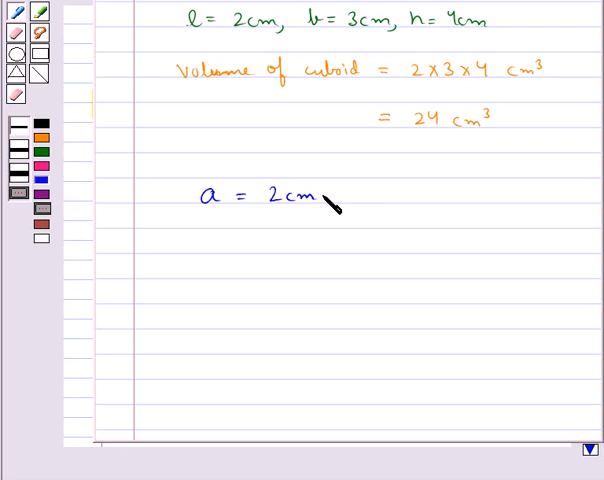 l = 2cm, b = 3cm, h = 4cm
Volume of cuboid = 2 × 3 × 4 cm³
= 24 cm³
a = 2cm